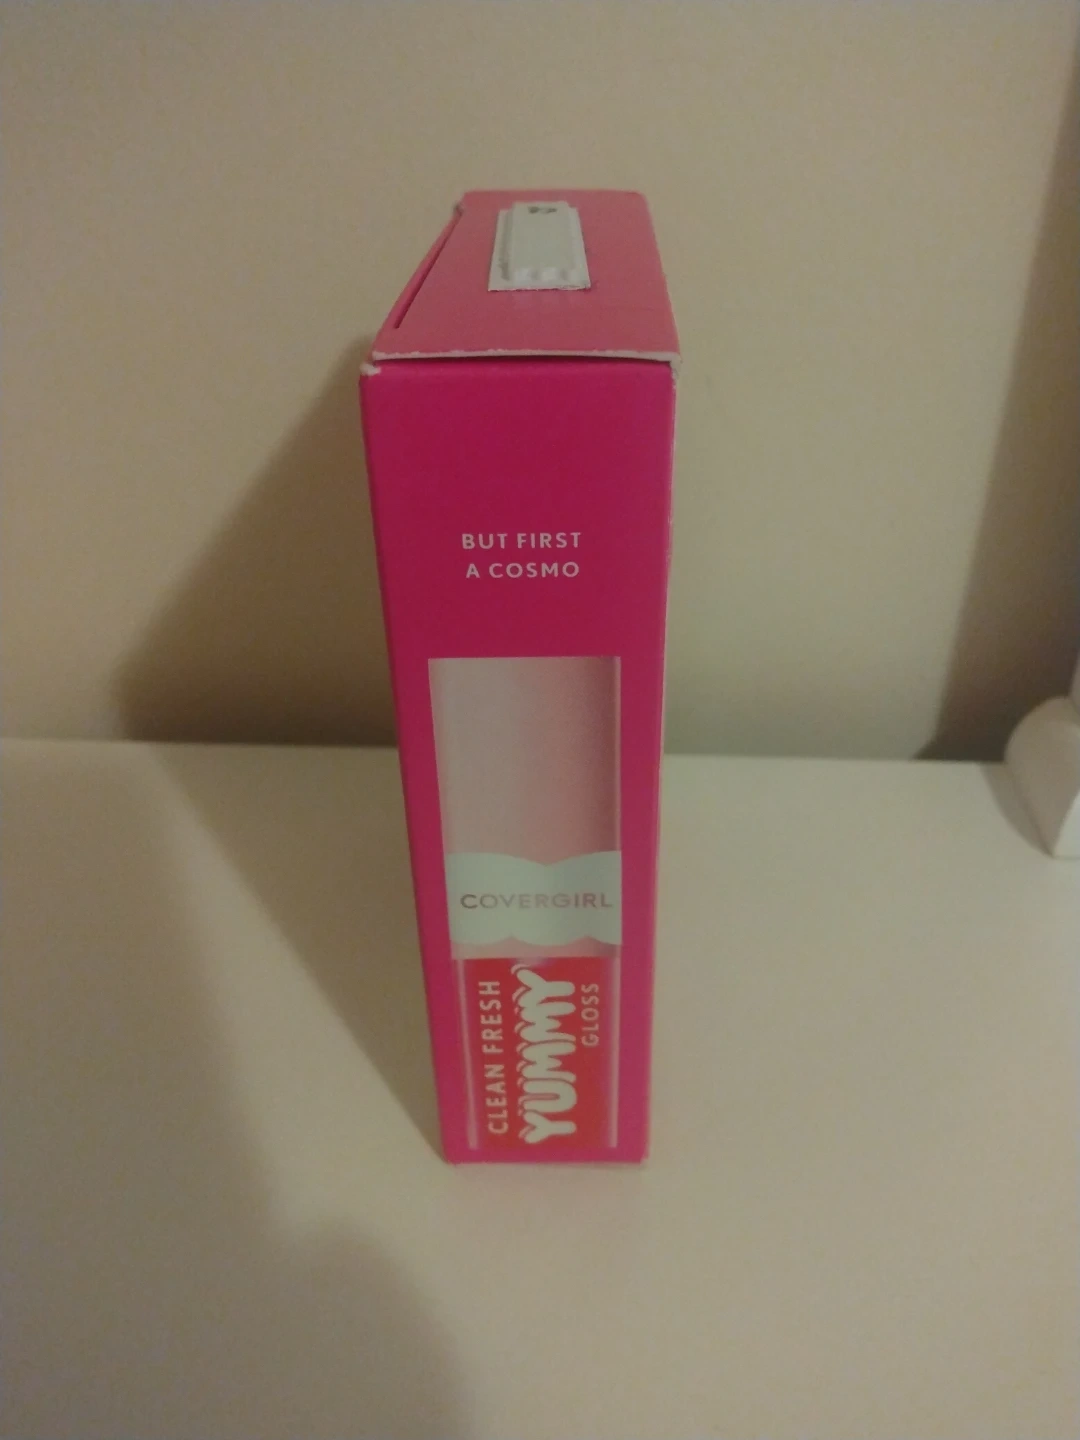 BUT FIRST
A COSMO
COVERGIRL
CLEAN FRESH
YUMMY
GLOSS